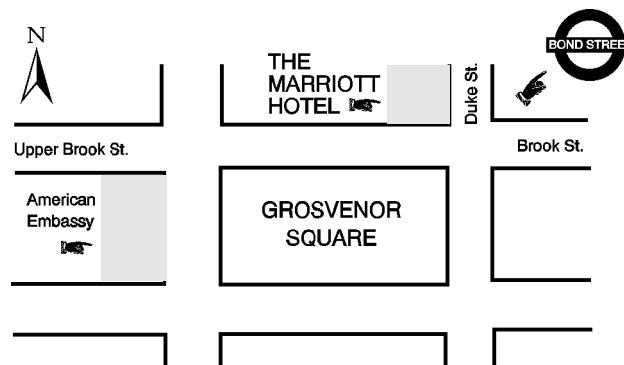 N
THE
MARRIOTT
HOTEL
Duke St.
BOND STREET
Upper Brook St.
Brook St.
American
Embassy
GROSVENOR
SQUARE